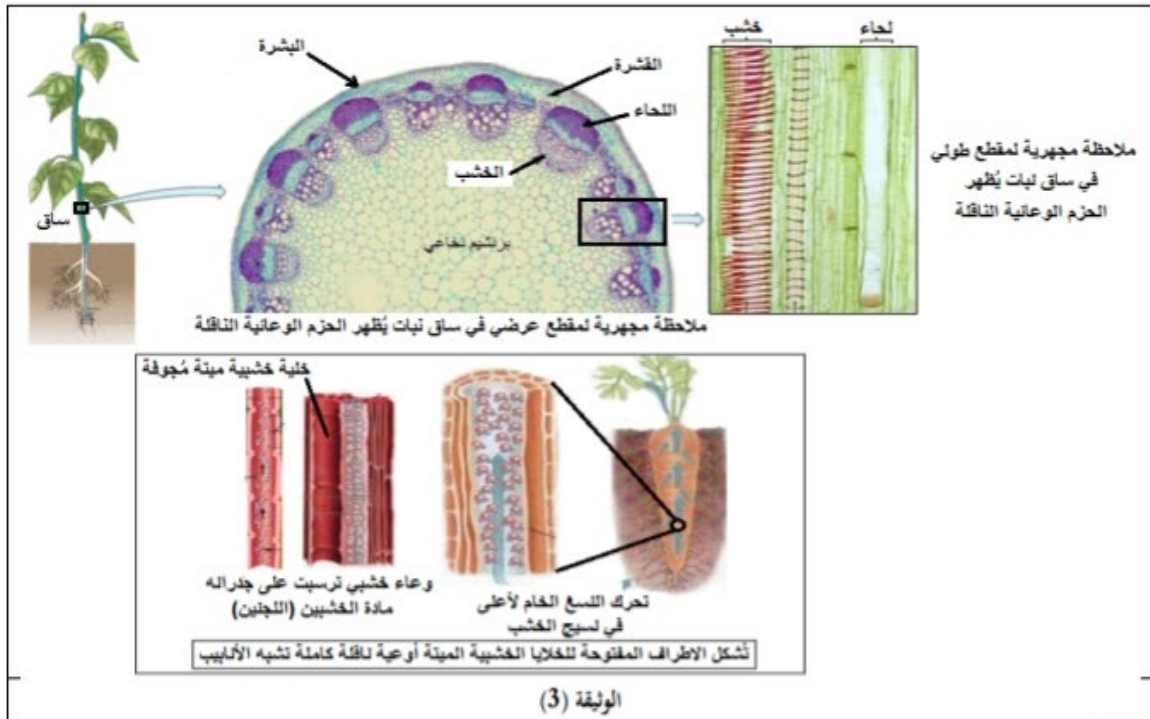 خشب
لحاء
البشرة
القشرة
اللحاء
الخشب
ساق
برنشيم نخاعي
ملاحظة مجهرية لمقطع طولي
في ساق نبات يُظهر
الحزم الوعائية الناقلة
ملاحظة مجهرية لمقطع عرضي في ساق نبات يُظهر الحزم الوعائية الناقلة
خلية خشبية ميتة مُجوفة
وعاء خشبي ترسبت على جدرانه
مادة الخشبين (اللجنين)
تحرك النسغ الخام لأعلى
في نسيج الخشب
تُشكل الاطراف المفتوحة للخلايا الخشبية الميتة أوعية ناقلة كاملة تشبه الأنابيب
الوثيقة (3)